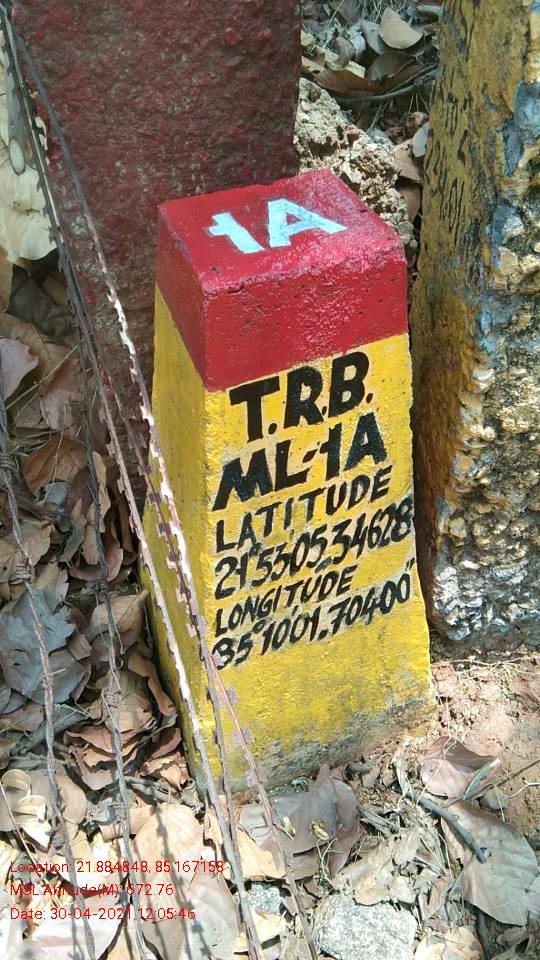 1A
T.R.B.
ML-1A
LATITUDE
21°53'05.34628
LONGITUDE
85°10'01.70400"
Location: 21.884848, 85.167158
MSL Altitude(M): 672.76
Date: 30-04-2021 12:05:46